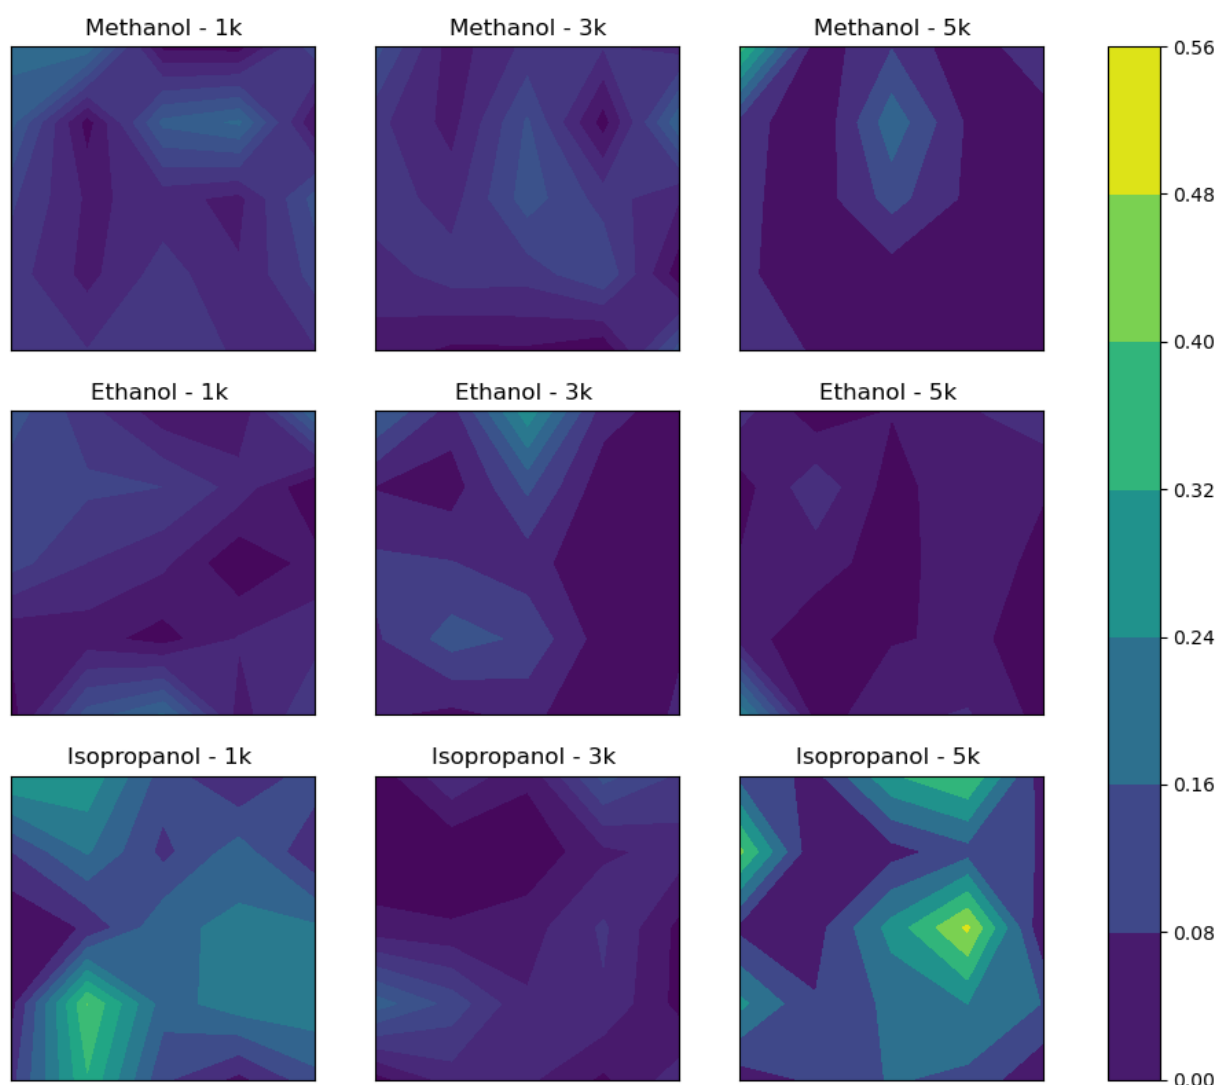 Methanol - 1k
Methanol - 3k
Methanol - 5k
Ethanol - 1k
Ethanol - 3k
Ethanol - 5k
Isopropanol - 1k
Isopropanol - 3k
Isopropanol - 5k
0.56
0.48
0.40
0.32
0.24
0.16
0.08
0.00